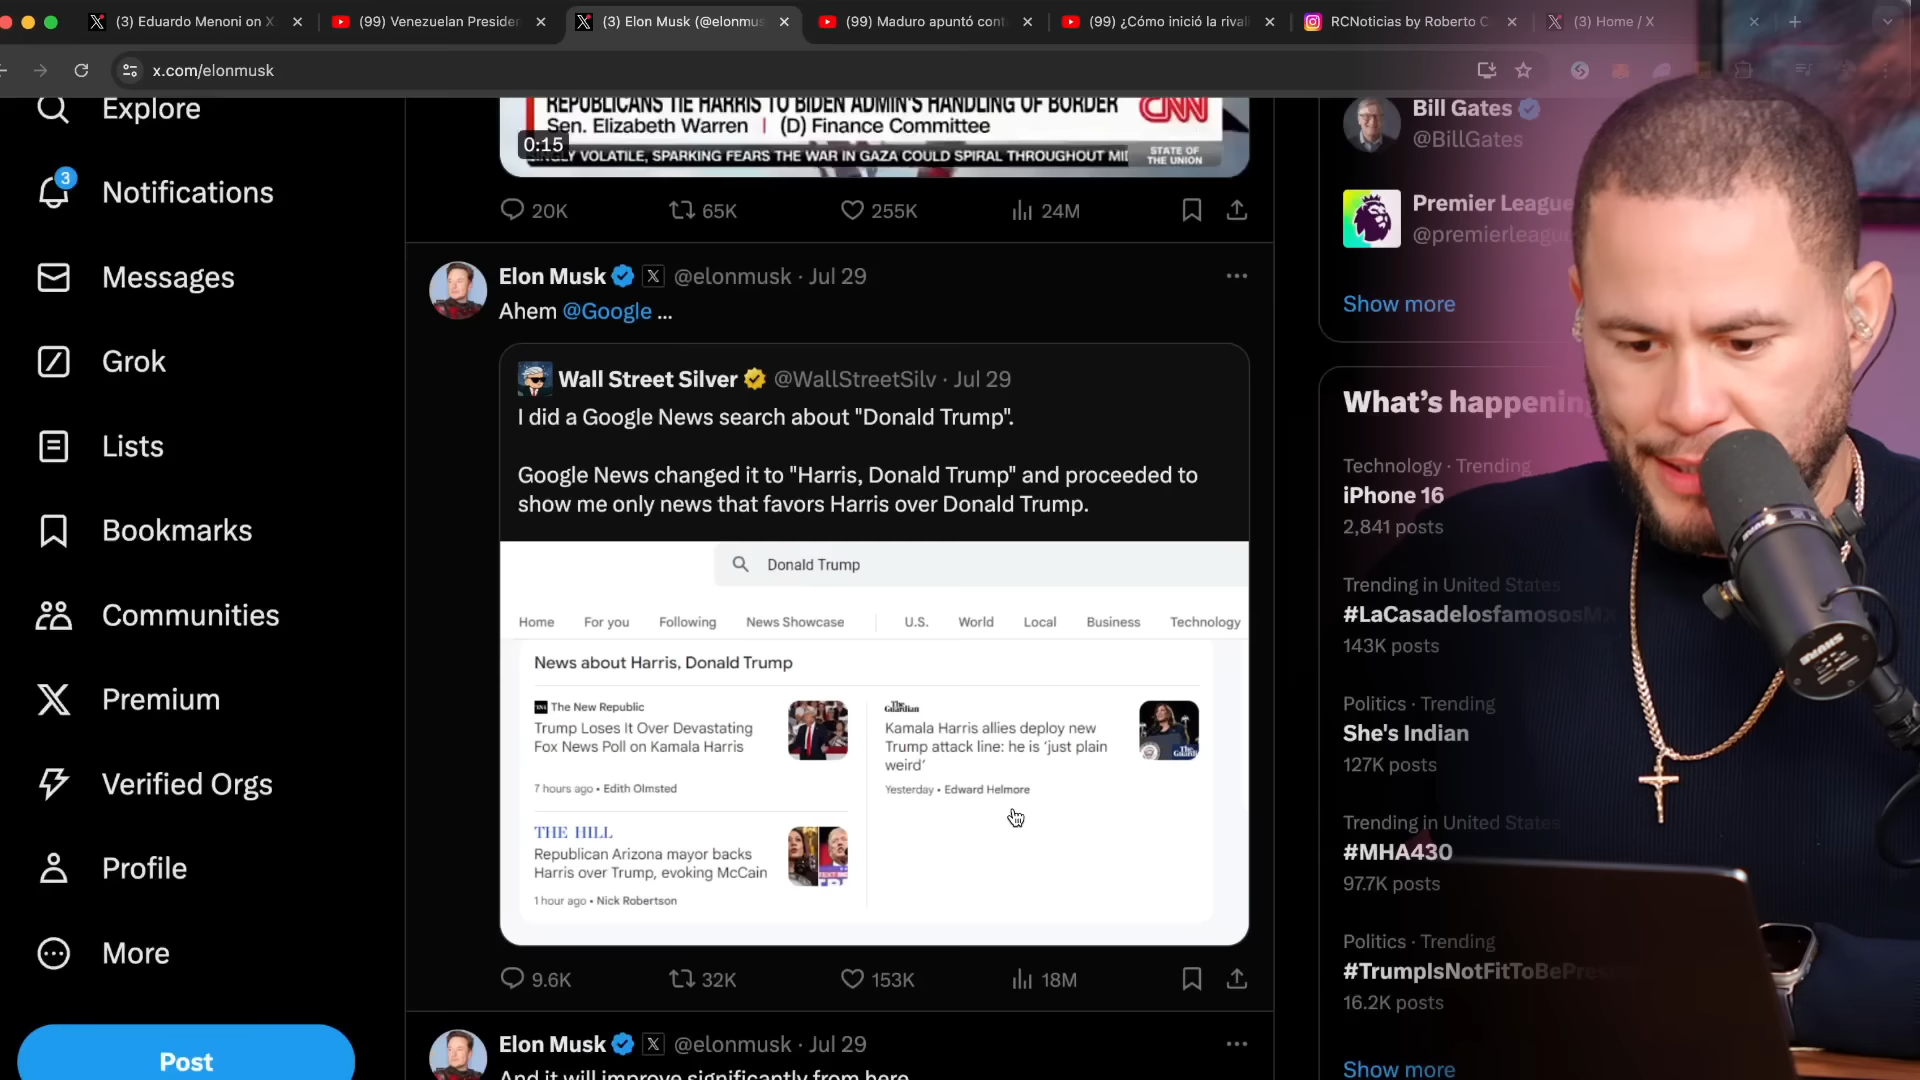 (3) Eduardo Menoni on X
(99) Venezuelan Presiden
(3) Elon Musk (@elonmus
(99) Maduro apuntó cont
(99) ¿Cómo inició la rivali
RCNoticias by Roberto C
(3) Home / X
x.com/elonmusk
Explore
3
Notifications
Messages
Grok
Lists
Bookmarks
Communities
Premium
Verified Orgs
Profile
More
Post
REPUBLICANS TIE HARRIS TO BIDEN ADMIN'S HANDLING OF BORDER
CNN
Sen. Elizabeth Warren | (D) Finance Committee
0:15
VOLATILE, SPARKING FEARS THE WAR IN GAZA COULD SPIRAL THROUGHOUT MI
STATE OF
THE UNION
20K 65K 255K 24M
Elon Musk @elonmusk · Jul 29
Ahem @Google ...
Wall Street Silver @WallStreetSilv · Jul 29
I did a Google News search about "Donald Trump".
Google News changed it to "Harris, Donald Trump" and proceeded to
show me only news that favors Harris over Donald Trump.
Donald Trump
Home For you Following News Showcase U.S. World Local Business Technology
News about Harris, Donald Trump
The New Republic
Trump Loses It Over Devastating
Fox News Poll on Kamala Harris
7 hours ago • Edith Olmsted
The Guardian
Kamala Harris allies deploy new
Trump attack line: he is ‘just plain
weird’
Yesterday • Edward Helmore
THE HILL
Republican Arizona mayor backs
Harris over Trump, evoking McCain
1 hour ago • Nick Robertson
9.6K 32K 153K 18M
Elon Musk @elonmusk · Jul 29
And it will improve significantly from here
Bill Gates
@BillGates
Premier League
@premierleague
Show more
What’s happening
Technology · Trending
iPhone 16
2,841 posts
Trending in United States
#LaCasadelosfamososMX
143K posts
Politics · Trending
She's Indian
127K posts
Trending in United States
#MHA430
97.7K posts
Politics · Trending
#TrumpIsNotFitToBePres
16.2K posts
Show more
SHURE